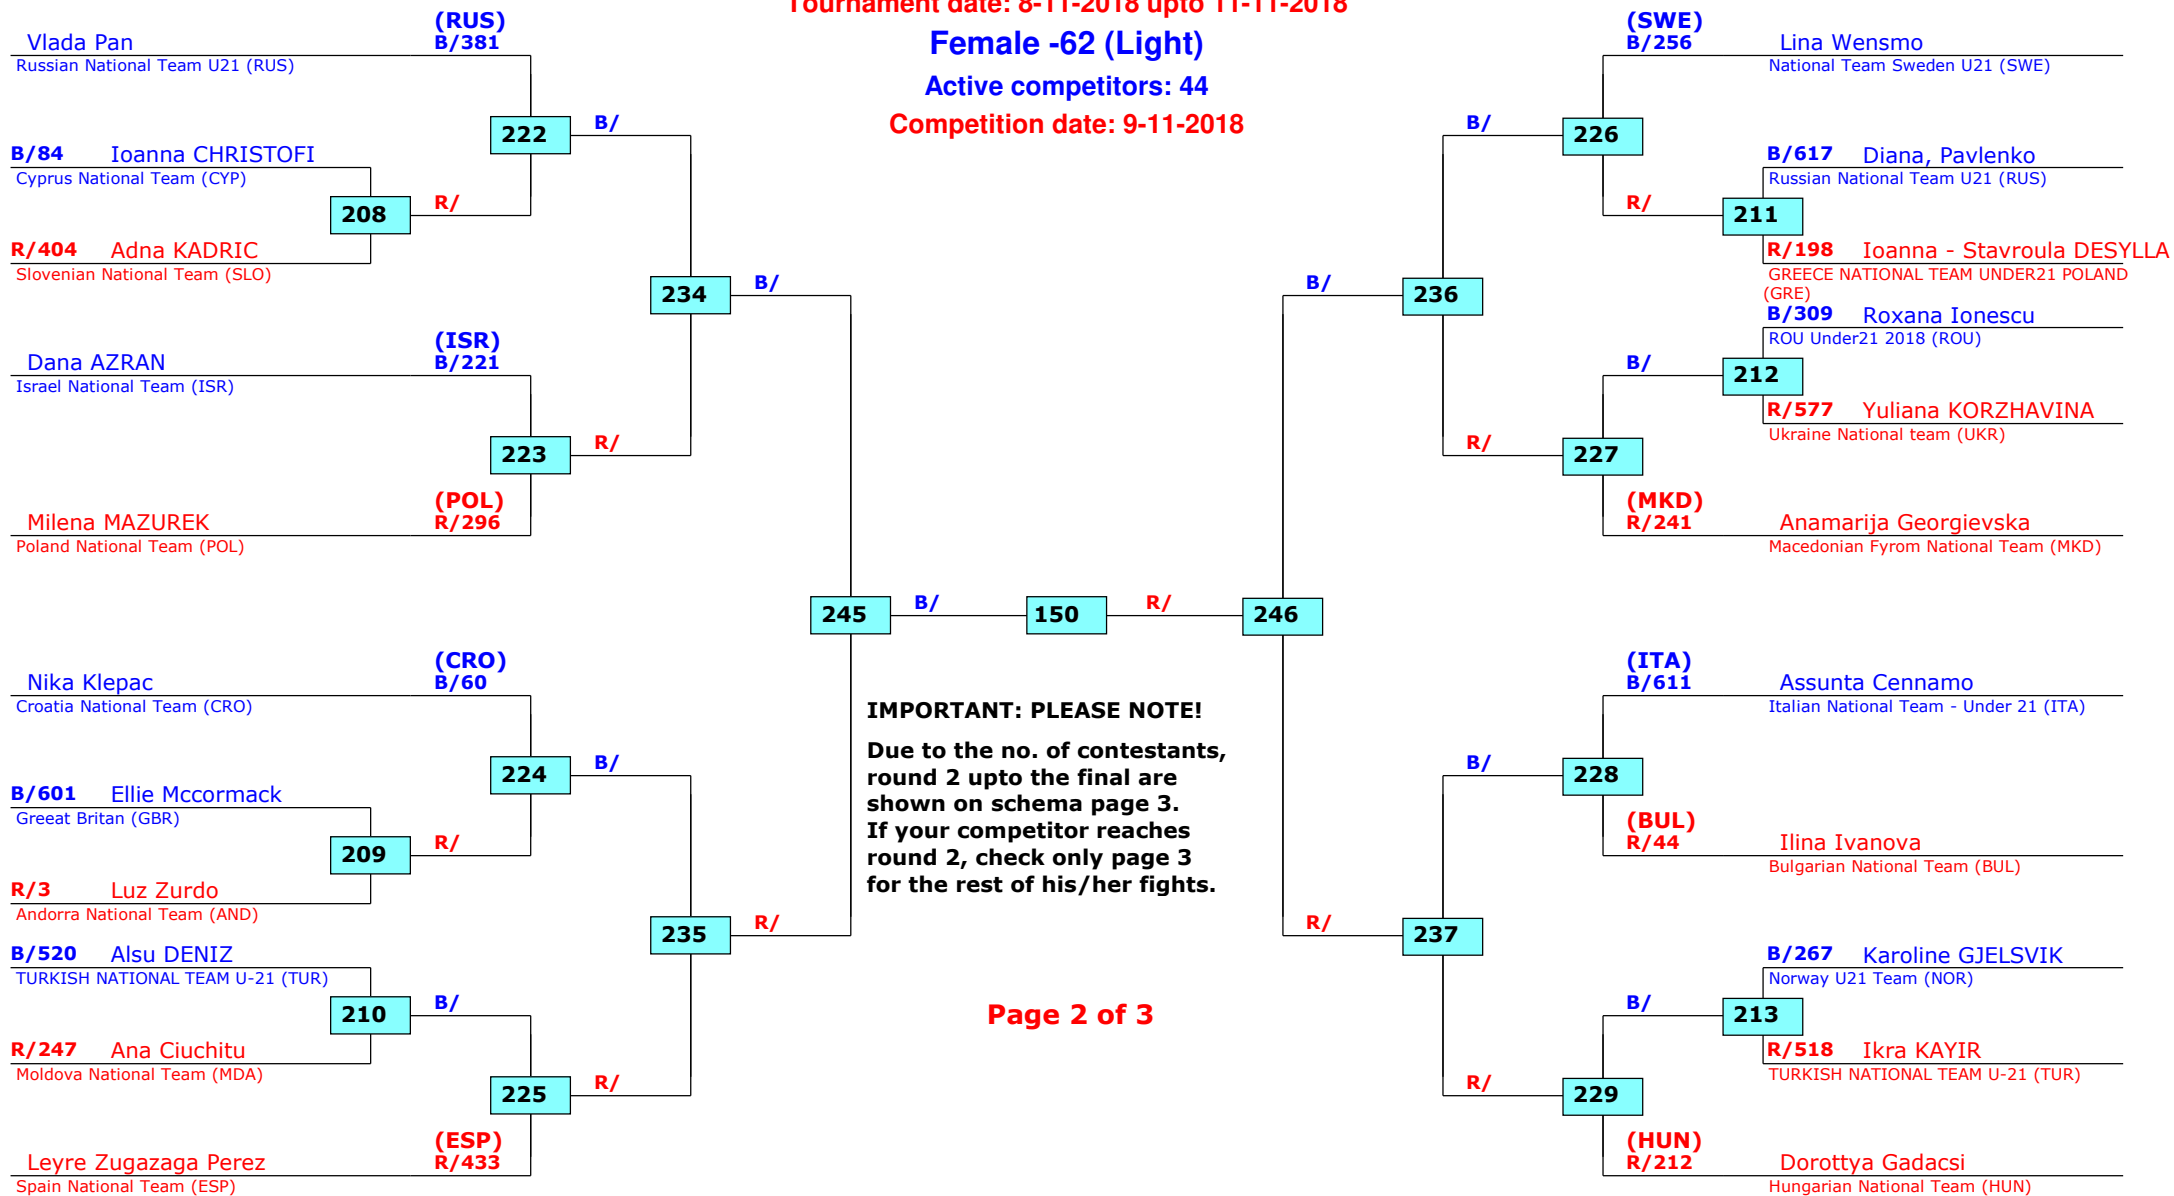 Tournament date: 8-11-2018 upto 11-11-2018
Female -62 (Light)
Active competitors: 44
Competition date: 9-11-2018
(RUS)
Vlada Pan B/381
Russian National Team U21 (RUS)
222 B/
B/84 Ioanna CHRISTOFI
Cyprus National Team (CYP)
208 R/
R/404 Adna KADRIC
Slovenian National Team (SLO)
234 B/
(ISR)
Dana AZRAN B/221
Israel National Team (ISR)
223 R/
(POL)
Milena MAZUREK R/296
Poland National Team (POL)
245 B/ 150 R/ 246
(CRO)
Nika Klepac B/60
Croatia National Team (CRO)
224 B/
B/601 Ellie Mccormack
Greeat Britan (GBR)
209 R/
R/3 Luz Zurdo
Andorra National Team (AND)
235 R/
B/520 Alsu DENIZ
TURKISH NATIONAL TEAM U-21 (TUR)
210 B/
R/247 Ana Ciuchitu
Moldova National Team (MDA)
225 R/
(ESP)
Leyre Zugazaga Perez R/433
Spain National Team (ESP)
IMPORTANT: PLEASE NOTE!
Due to the no. of contestants,
round 2 upto the final are
shown on schema page 3.
If your competitor reaches
round 2, check only page 3
for the rest of his/her fights.
Page 2 of 3
(SWE)
B/256 Lina Wensmo
National Team Sweden U21 (SWE)
B/ 226
B/617 Diana, Pavlenko
Russian National Team U21 (RUS)
R/ 211
R/198 Ioanna - Stavroula DESYLLA
GREECE NATIONAL TEAM UNDER21 POLAND
(GRE)
B/ 236
B/309 Roxana Ionescu
ROU Under21 2018 (ROU)
B/ 212
R/577 Yuliana KORZHAVINA
Ukraine National team (UKR)
R/ 227
(MKD)
R/241 Anamarija Georgievska
Macedonian Fyrom National Team (MKD)
(ITA)
B/611 Assunta Cennamo
Italian National Team - Under 21 (ITA)
B/ 228
(BUL)
R/44 Ilina Ivanova
Bulgarian National Team (BUL)
R/ 237
B/267 Karoline GJELSVIK
Norway U21 Team (NOR)
B/ 213
R/518 Ikra KAYIR
TURKISH NATIONAL TEAM U-21 (TUR)
R/ 229
(HUN)
R/212 Dorottya Gadacsi
Hungarian National Team (HUN)